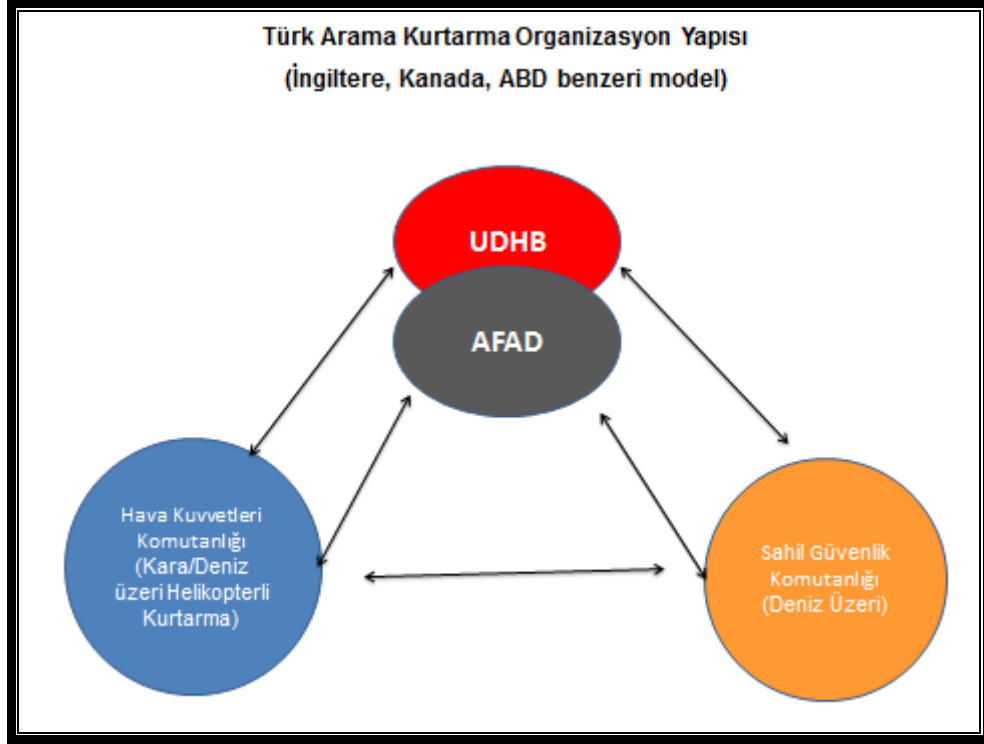 Türk Arama Kurtarma Organizasyon Yapısı
(İngiltere, Kanada, ABD benzeri model)
UDHB
AFAD
Hava Kuvvetleri
Komutanlığı
(Kara/Deniz
üzeri Helikopterli
Kurtarma)
Sahil Güvenlik
Komutanlığı
(Deniz Üzeri)